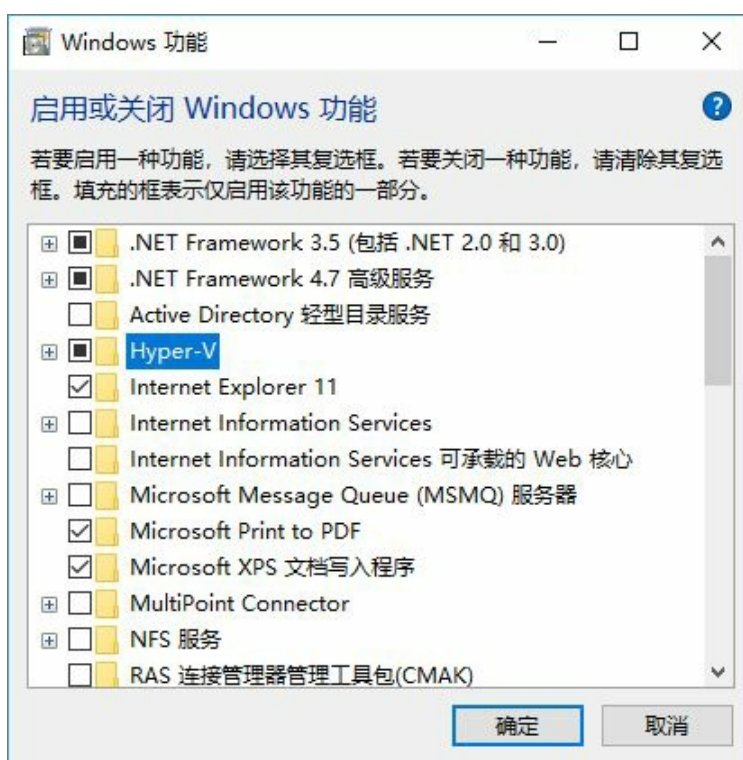 Windows 功能
启用或关闭 Windows 功能
若要启用一种功能，请选择其复选框。若要关闭一种功能，请清除其复选
框。填充的框表示仅启用该功能的一部分。
.NET Framework 3.5 (包括 .NET 2.0 和 3.0)
.NET Framework 4.7 高级服务
Active Directory 轻型目录服务
Hyper-V
Internet Explorer 11
Internet Information Services
Internet Information Services 可承载的 Web 核心
Microsoft Message Queue (MSMQ) 服务器
Microsoft Print to PDF
Microsoft XPS 文档写入程序
MultiPoint Connector
NFS 服务
RAS 连接管理器管理工具包(CMAK)
确定 取消